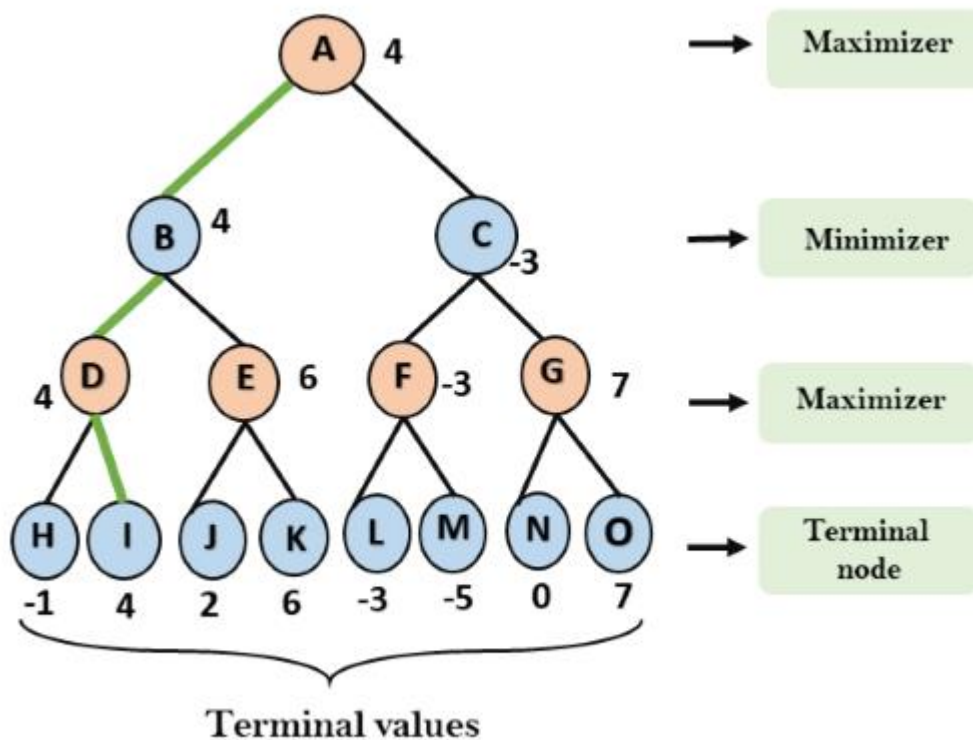 A 4
Maximizer
B 4
C -3
Minimizer
D 4
E 6
F -3
G 7
Maximizer
H I J K L M N O
Terminal
node
-1 4 2 6 -3 -5 0 7
Terminal values